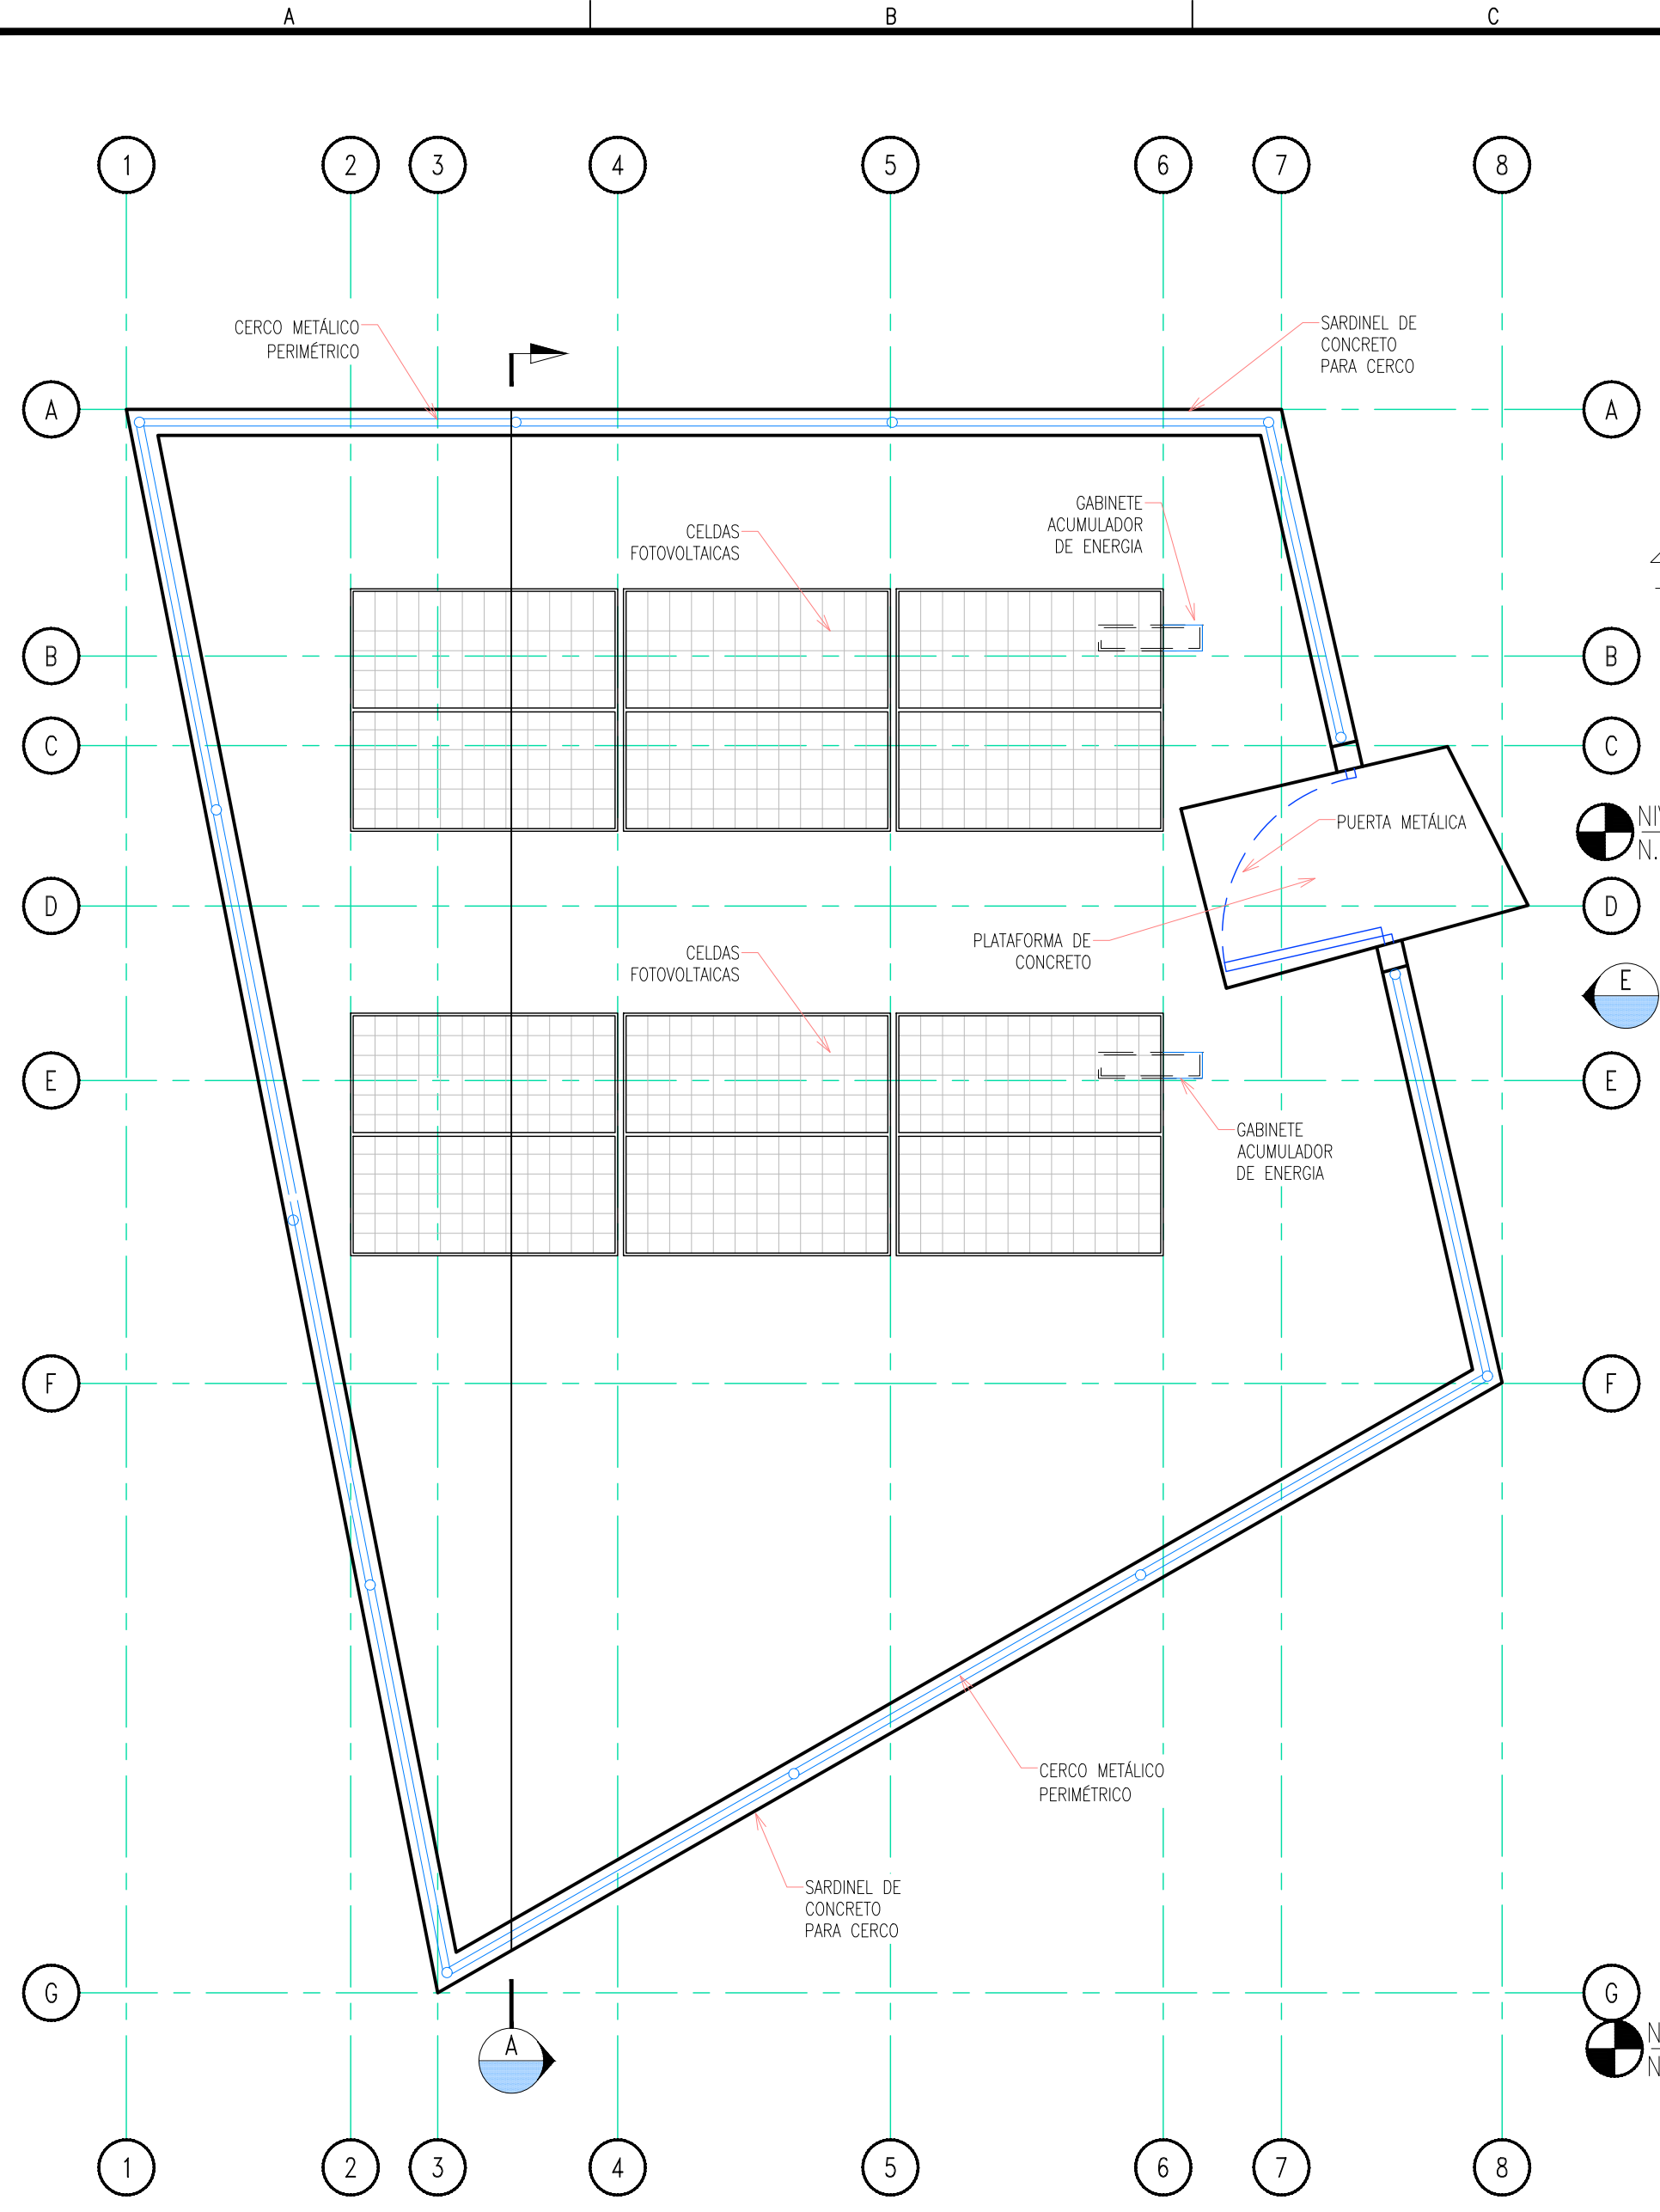 A B C
1 2 3 4 5 6 7 8
SARDINEL DE
CONCRETO
PARA CERCO
CERCO METÁLICO
PERIMÉTRICO
A A
GABINETE
ACUMULADOR
DE ENERGIA
CELDAS
FOTOVOLTAICAS
B B
C C
PUERTA METÁLICA
D D
PLATAFORMA DE
CONCRETO
CELDAS
FOTOVOLTAICAS
E
E E
GABINETE
ACUMULADOR
DE ENERGIA
F F
CERCO METÁLICO
PERIMÉTRICO
SARDINEL DE
CONCRETO
PARA CERCO
G G
A
1 2 3 4 5 6 7 8